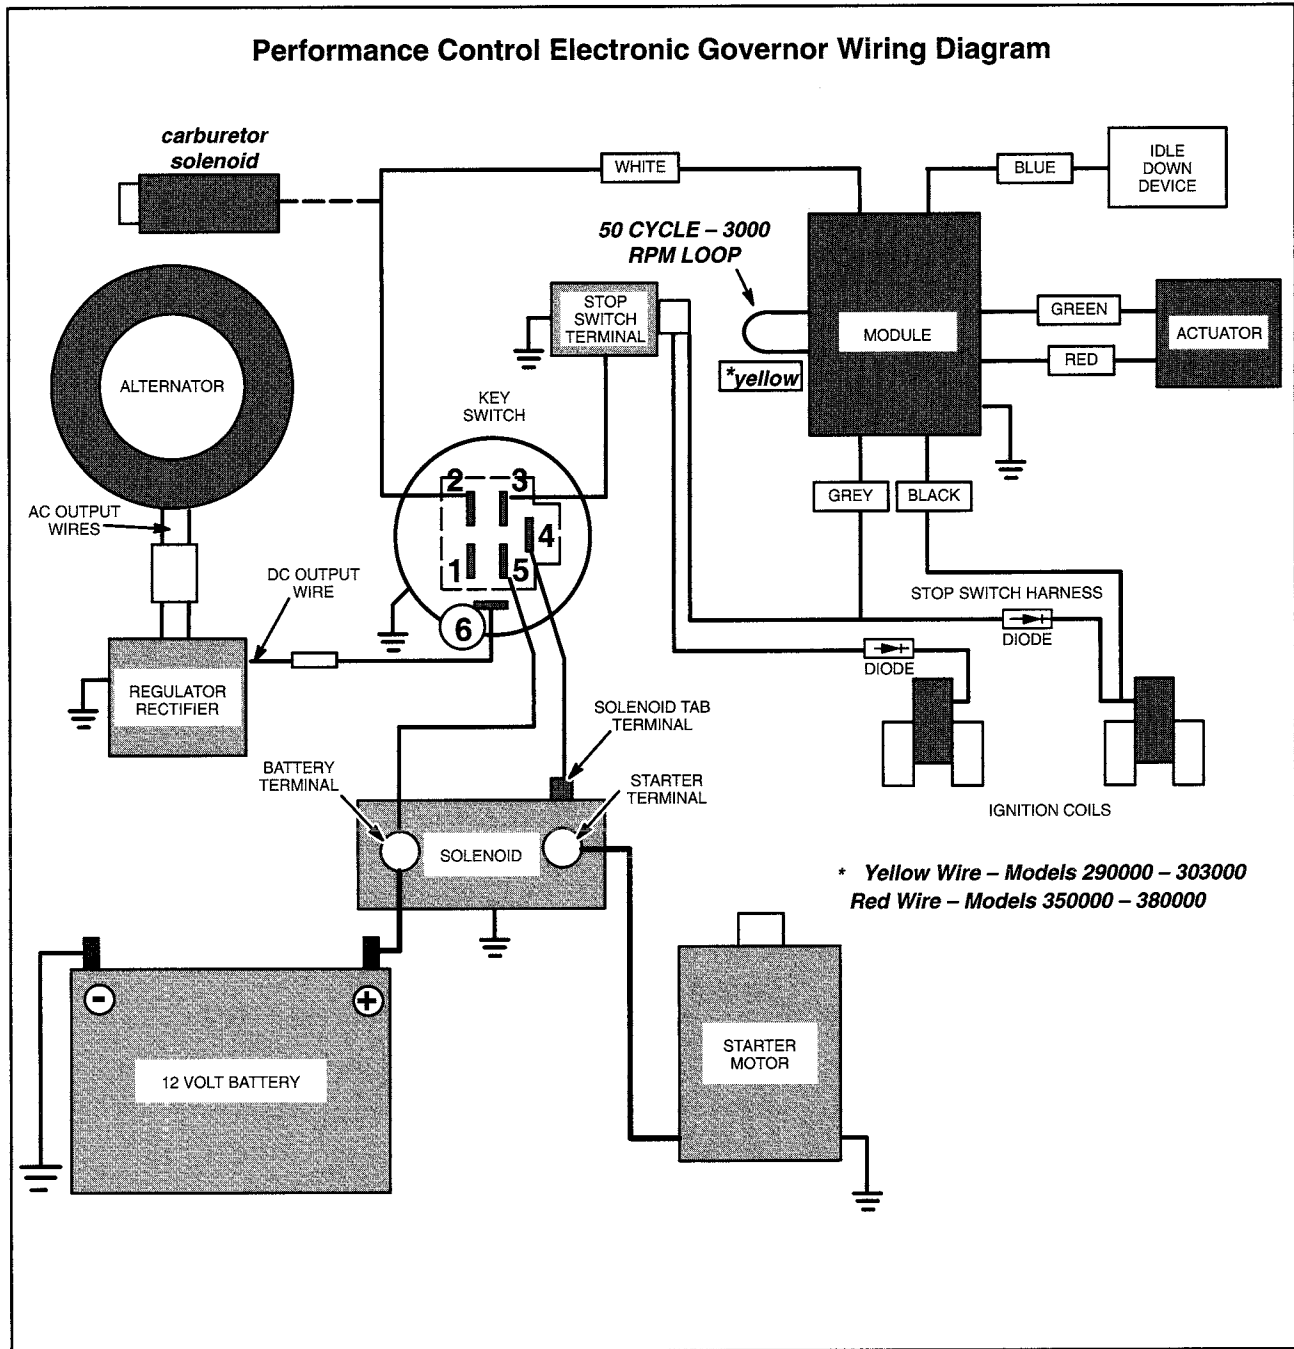 Performance Control Electronic Governor Wiring Diagram
carburetor
solenoid
WHITE
BLUE
IDLE
DOWN
DEVICE
50 CYCLE – 3000
RPM LOOP
STOP
SWITCH
TERMINAL
MODULE
GREEN
RED
ACTUATOR
*yellow
ALTERNATOR
KEY
SWITCH
2
3
4
1
5
6
GREY
BLACK
AC OUTPUT
WIRES
DC OUTPUT
WIRE
STOP SWITCH HARNESS
DIODE
DIODE
REGULATOR
RECTIFIER
SOLENOID TAB
TERMINAL
BATTERY
TERMINAL
STARTER
TERMINAL
SOLENOID
IGNITION COILS
* Yellow Wire – Models 290000 – 303000
Red Wire – Models 350000 – 380000
-
+
12 VOLT BATTERY
STARTER
MOTOR